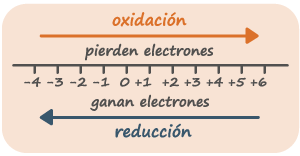 oxidación
pierden electrones
-4 -3 -2 -1 0 +1 +2 +3 +4 +5 +6
ganan electrones
reducción